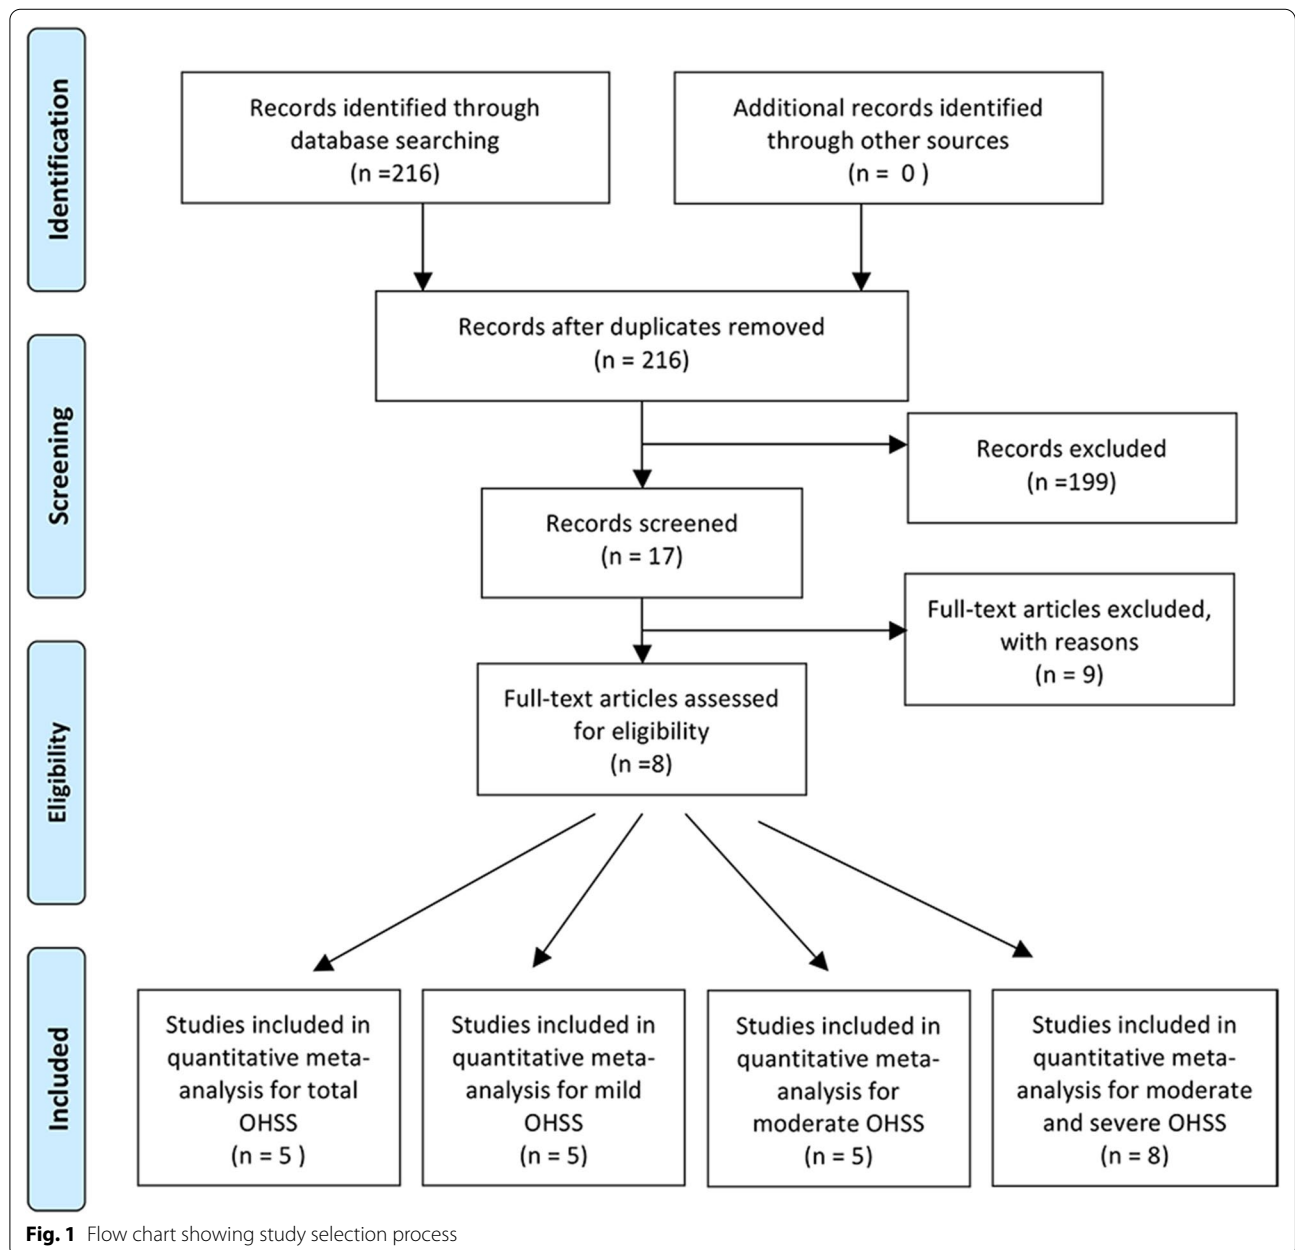 Identification
Records identified through
database searching
(n =216)
Additional records identified
through other sources
(n =  0 )
Records after duplicates removed
(n = 216)
Screening
Records excluded
(n =199)
Records screened
(n = 17)
Full-text articles excluded,
with reasons
(n = 9)
Eligibility
Full-text articles assessed
for eligibility
(n =8)
Included
Studies included in
quantitative meta-
analysis for total
OHSS
(n = 5 )
Studies included in
quantitative meta-
analysis for mild
OHSS
(n = 5)
Studies included in
quantitative meta-
analysis for
moderate OHSS
(n = 5)
Studies included in
quantitative meta-
analysis for moderate
and severe OHSS
(n = 8)
Fig. 1 Flow chart showing study selection process